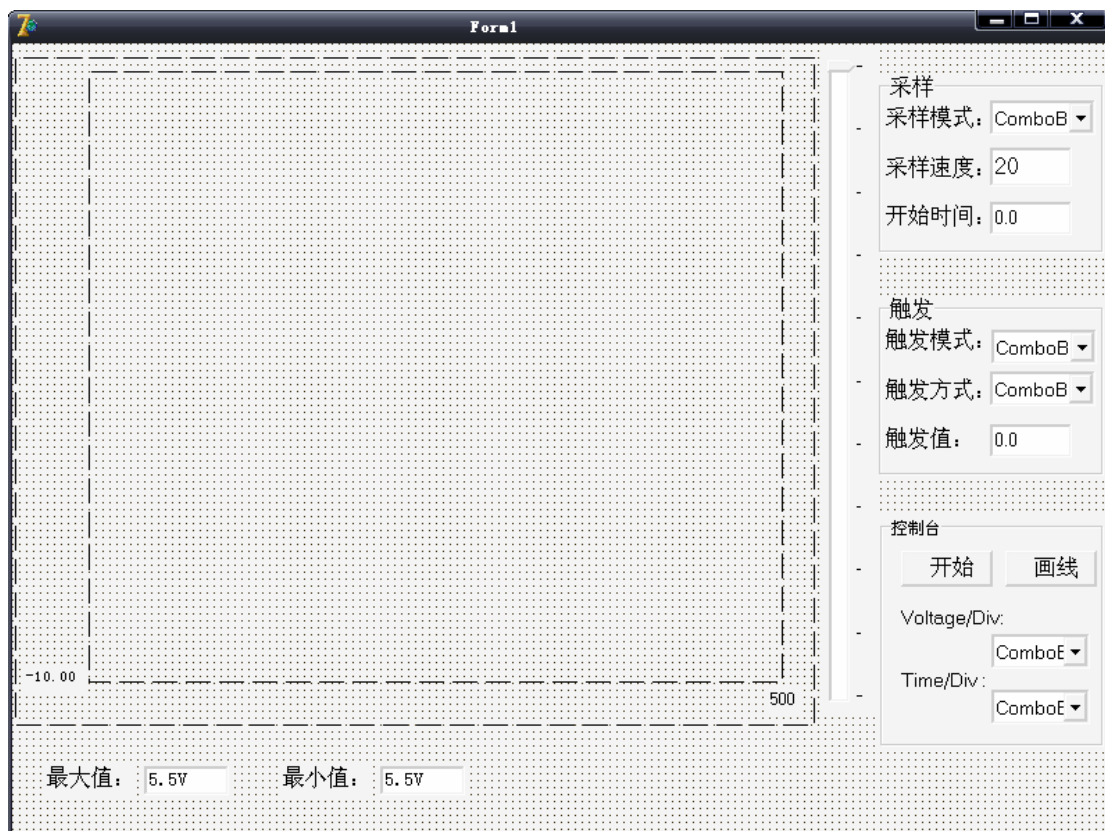 Form1
采样
采样模式： ComboB
采样速度： 20
开始时间： 0.0
触发
触发模式： ComboB
触发方式： ComboB
触发值： 0.0
控制台
开始 画线
Voltage/Div:
ComboE
Time/Div:
ComboE
-10.00
500
最大值： 5.5V 最小值： 5.5V